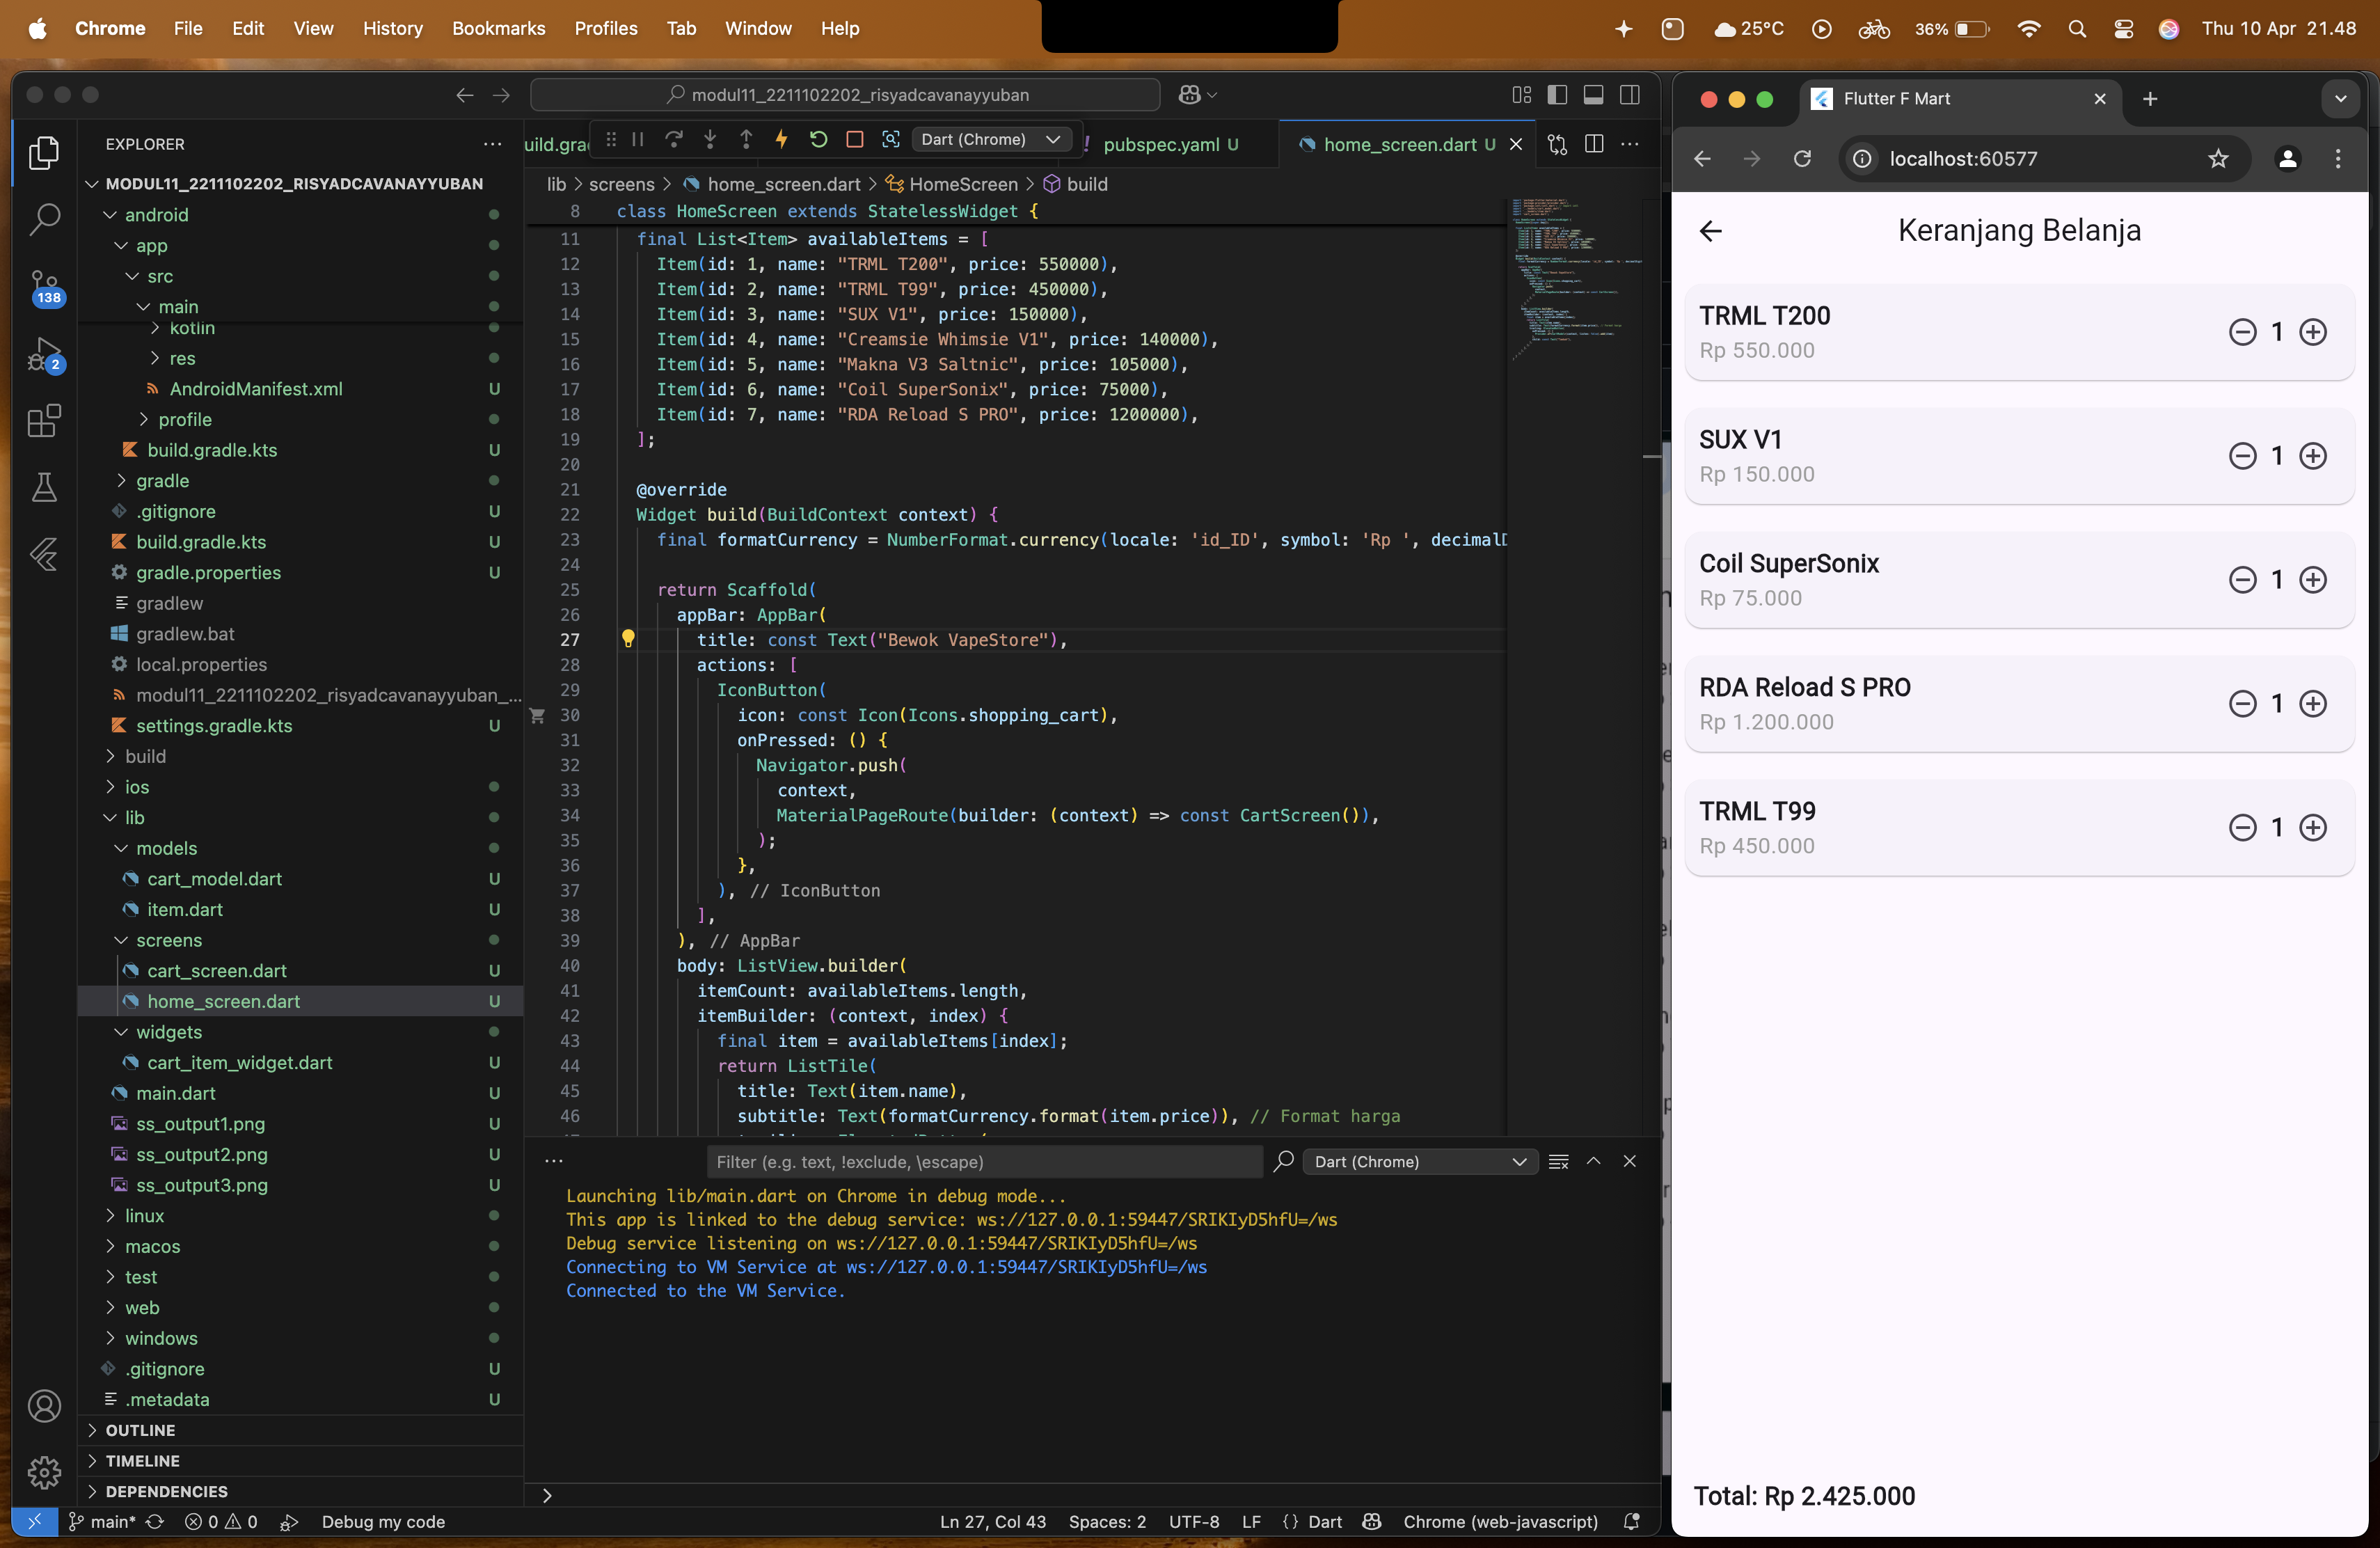 Chrome File Edit View History Bookmarks Profiles Tab Window Help
25°C 36% Thu 10 Apr 21.48
modul11_2211102202_risyadcavanayyuban
EXPLORER
MODUL11_2211102202_RISYADCAVANAYYUBAN
android
app
src
main
kotlin
res
AndroidManifest.xml U
profile
build.gradle.kts U
gradle
.gitignore U
build.gradle.kts U
gradle.properties U
gradlew
gradlew.bat
local.properties
modul11_2211102202_risyadcavanayyuban_...
settings.gradle.kts U
build
ios
lib
models
cart_model.dart U
item.dart U
screens
cart_screen.dart U
home_screen.dart U
widgets
cart_item_widget.dart U
main.dart U
ss_output1.png U
ss_output2.png U
ss_output3.png U
linux
macos
test
web
windows
.gitignore U
.metadata U
OUTLINE
TIMELINE
DEPENDENCIES
138
2
uild.gra Dart (Chrome) ! pubspec.yaml U home_screen.dart U
lib > screens > home_screen.dart > HomeScreen > build
8 class HomeScreen extends StatelessWidget {
11 final List<Item> availableItems = [
12 Item(id: 1, name: "TRML T200", price: 550000),
13 Item(id: 2, name: "TRML T99", price: 450000),
14 Item(id: 3, name: "SUX V1", price: 150000),
15 Item(id: 4, name: "Creamsie Whimsie V1", price: 140000),
16 Item(id: 5, name: "Makna V3 Saltnic", price: 105000),
17 Item(id: 6, name: "Coil SuperSonix", price: 75000),
18 Item(id: 7, name: "RDA Reload S PRO", price: 1200000),
19 ];
20
21 @override
22 Widget build(BuildContext context) {
23 final formatCurrency = NumberFormat.currency(locale: 'id_ID', symbol: 'Rp ', decimalD
24
25 return Scaffold(
26 appBar: AppBar(
27 title: const Text("Bewok VapeStore"),
28 actions: [
29 IconButton(
30 icon: const Icon(Icons.shopping_cart),
31 onPressed: () {
32 Navigator.push(
33 context,
34 MaterialPageRoute(builder: (context) => const CartScreen()),
35 );
36 },
37 ), // IconButton
38 ],
39 ), // AppBar
40 body: ListView.builder(
41 itemCount: availableItems.length,
42 itemBuilder: (context, index) {
43 final item = availableItems[index];
44 return ListTile(
45 title: Text(item.name),
46 subtitle: Text(formatCurrency.format(item.price)), // Format harga
Filter (e.g. text, !exclude, \escape) Dart (Chrome)
Launching lib/main.dart on Chrome in debug mode...
This app is linked to the debug service: ws://127.0.0.1:59447/SRIKIyD5hfU=/ws
Debug service listening on ws://127.0.0.1:59447/SRIKIyD5hfU=/ws
Connecting to VM Service at ws://127.0.0.1:59447/SRIKIyD5hfU=/ws
Connected to the VM Service.
main* 0 0 Debug my code Ln 27, Col 43 Spaces: 2 UTF-8 LF {} Dart Chrome (web-javascript)
Flutter F Mart
localhost:60577
Keranjang Belanja
TRML T200
Rp 550.000
1
SUX V1
Rp 150.000
1
Coil SuperSonix
Rp 75.000
1
RDA Reload S PRO
Rp 1.200.000
1
TRML T99
Rp 450.000
1
Total: Rp 2.425.000